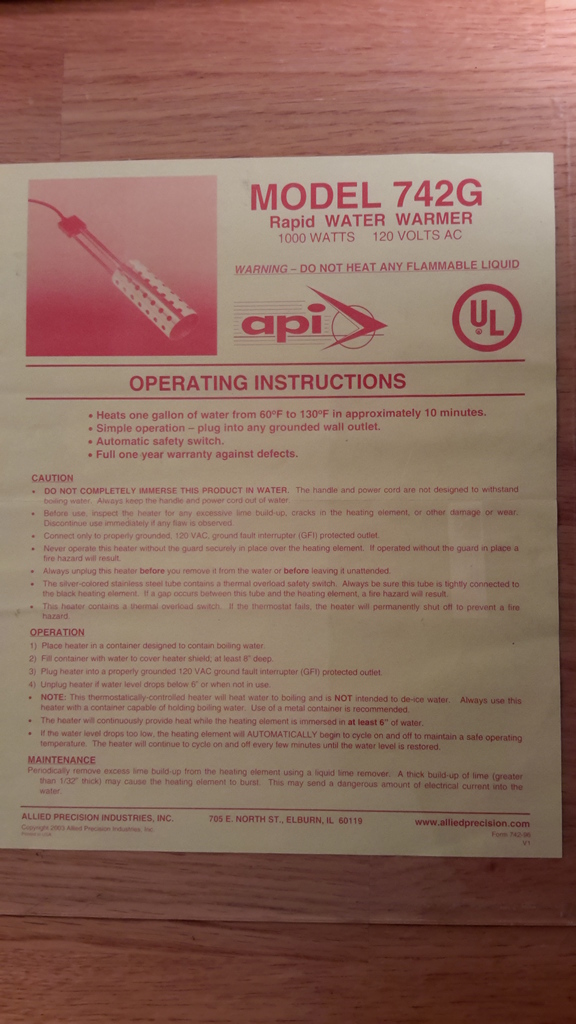 MODEL 742G
Rapid WATER WARMER
1000 WATTS 120 VOLTS AC
WARNING – DO NOT HEAT ANY FLAMMABLE LIQUID
api
UL
®
OPERATING INSTRUCTIONS
• Heats one gallon of water from 60ºF to 130ºF in approximately 10 minutes.
• Simple operation – plug into any grounded wall outlet.
• Automatic safety switch.
• Full one year warranty against defects.
CAUTION
• DO NOT COMPLETELY IMMERSE THIS PRODUCT IN WATER. The handle and power cord are not designed to withstand
boiling water. Always keep the handle and power cord out of water.
• Before use, inspect the heater for any excessive lime build-up, cracks in the heating element, or other damage or wear.
Discontinue use immediately if any flaw is observed.
• Connect only to properly grounded, 120 VAC, ground fault interrupter (GFI) protected outlet.
• Never operate this heater without the guard securely in place over the heating element. If operated without the guard in place a
fire hazard will result.
• Always unplug this heater before you remove it from the water or before leaving it unattended.
• The silver-colored stainless steel tube contains a thermal overload safety switch. Always be sure this tube is tightly connected to
the black heating element. If a gap occurs between this tube and the heating element, a fire hazard will result.
• This heater contains a thermal overload switch. If the thermostat fails, the heater will permanently shut off to prevent a fire
hazard.
OPERATION
1) Place heater in a container designed to contain boiling water.
2) Fill container with water to cover heater shield; at least 8" deep.
3) Plug heater into a properly grounded 120 VAC ground fault interrupter (GFI) protected outlet.
4) Unplug heater if water level drops below 6" or when not in use.
• NOTE: This thermostatically-controlled heater will heat water to boiling and is NOT intended to de-ice water. Always use this
heater with a container capable of holding boiling water. Use of a metal container is recommended.
• The heater will continuously provide heat while the heating element is immersed in at least 6" of water.
• If the water level drops too low, the heating element will AUTOMATICALLY begin to cycle on and off to maintain a safe operating
temperature. The heater will continue to cycle on and off every few minutes until the water level is restored.
MAINTENANCE
Periodically remove excess lime build-up from the heating element using a liquid lime remover. A thick build-up of lime (greater
than 1/32" thick) may cause the heating element to burst. This may send a dangerous amount of electrical current into the
water.
ALLIED PRECISION INDUSTRIES, INC. 705 E. NORTH ST., ELBURN, IL 60119 www.alliedprecision.com
Copyright 2003 Allied Precision Industries, Inc. Form 742-96
Printed in USA V1